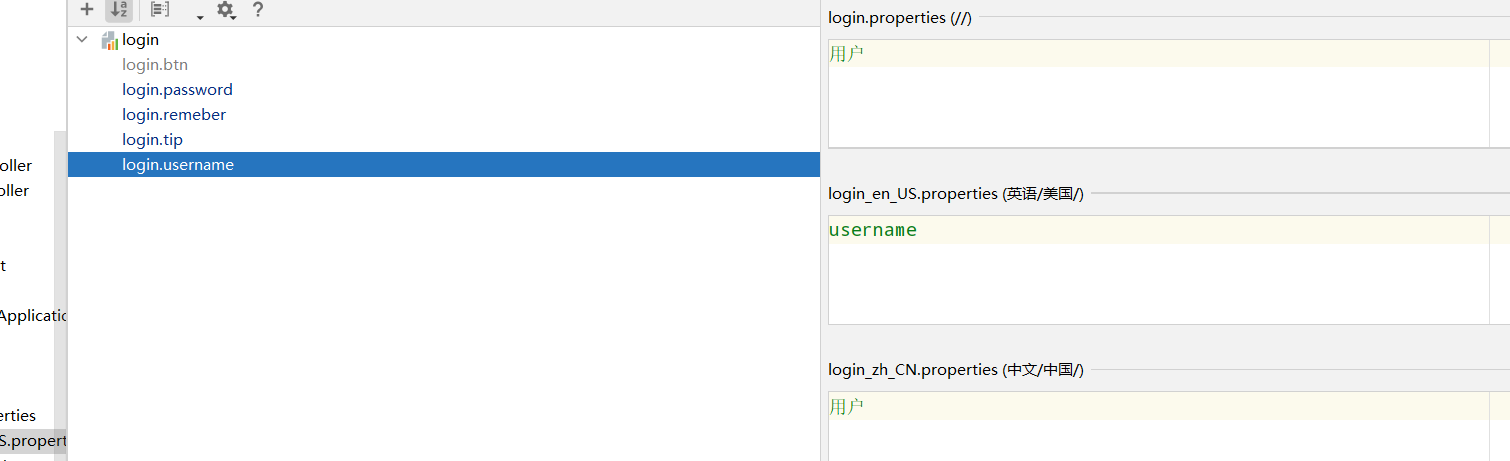 ?
login
login.btn
login.password
login.remeber
login.tip
login.username
oller
oller
t
Applicatio
erties
S.propert
login.properties (//)
用户
login_en_US.properties (英语/美国/)
username
login_zh_CN.properties (中文/中国/)
用户